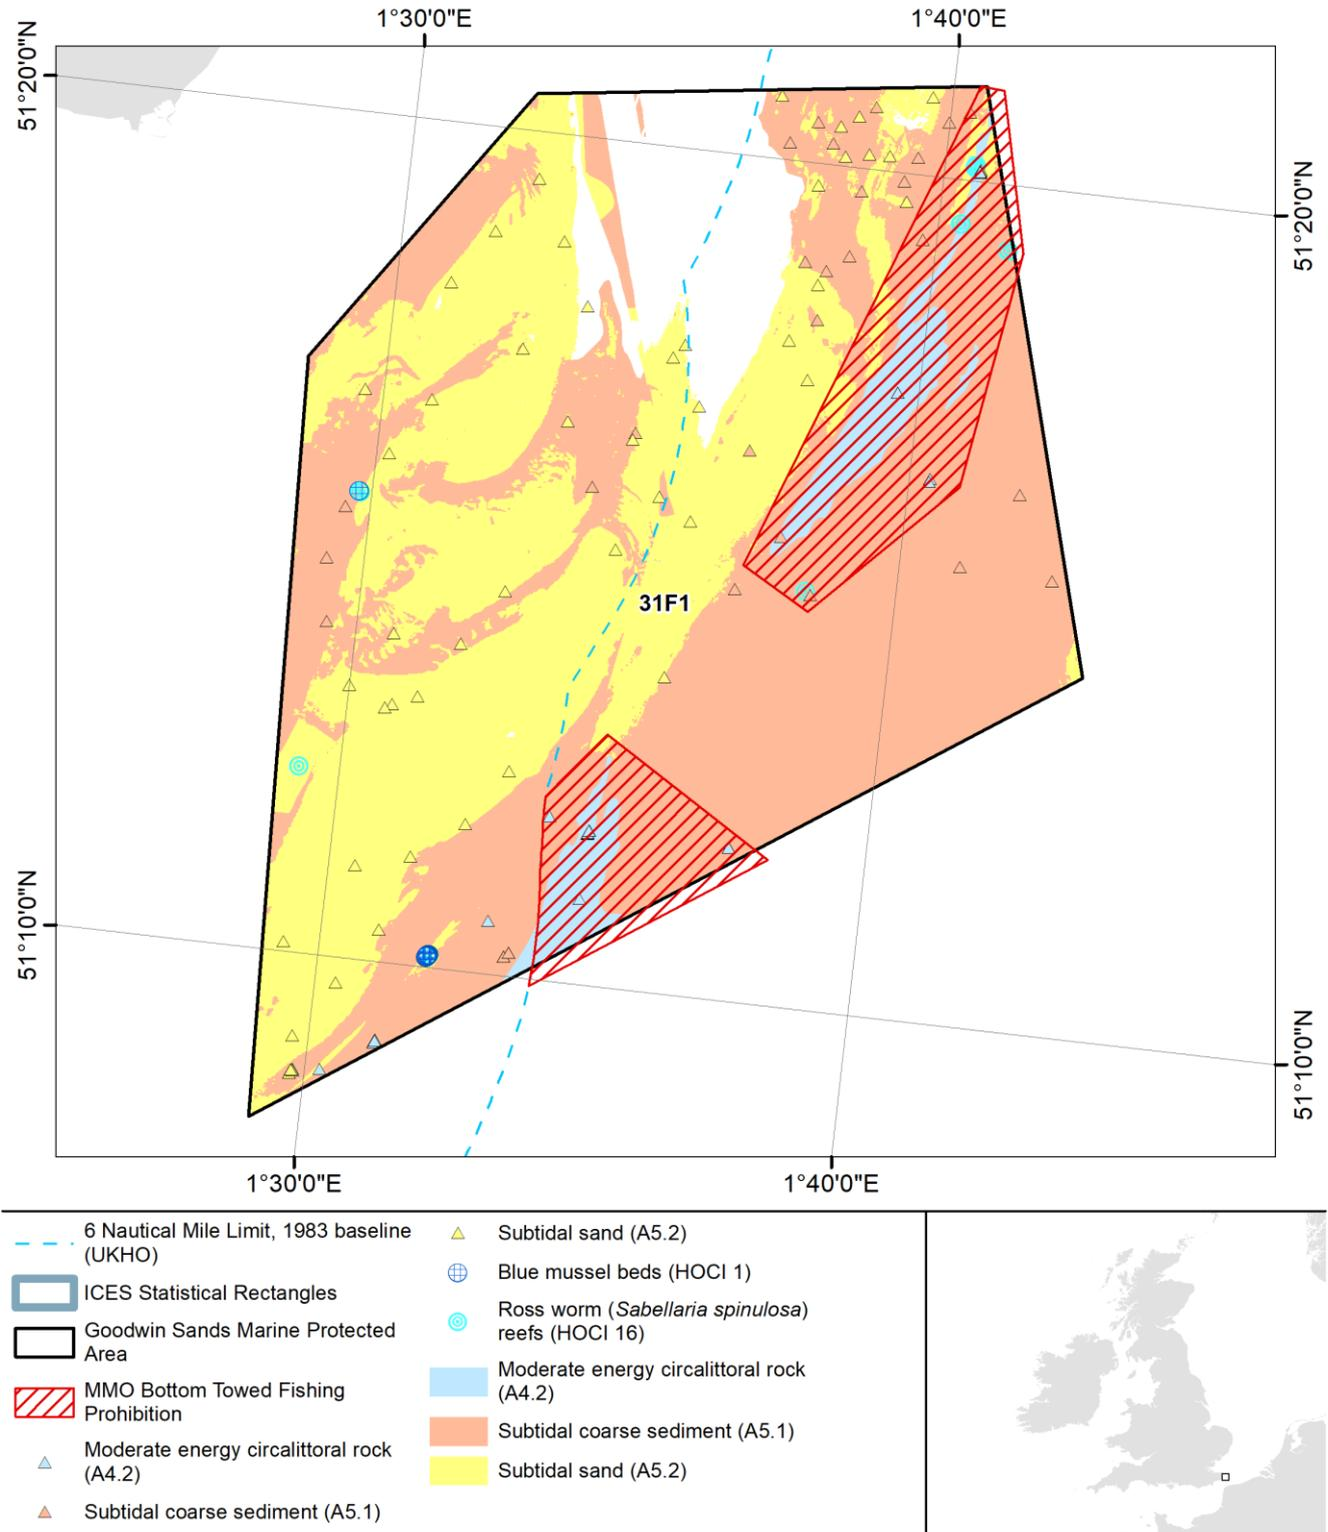 1°30'0"E
1°40'0"E
51°20'0"N
51°20'0"N
31F1
51°10'0"N
51°10'0"N
1°30'0"E
1°40'0"E
6 Nautical Mile Limit, 1983 baseline
(UKHO)
ICES Statistical Rectangles
Goodwin Sands Marine Protected
Area
MMO Bottom Towed Fishing
Prohibition
Moderate energy circalittoral rock
(A4.2)
Subtidal coarse sediment (A5.1)
Subtidal sand (A5.2)
Blue mussel beds (HOCI 1)
Ross worm (Sabellaria spinulosa)
reefs (HOCI 16)
Moderate energy circalittoral rock
(A4.2)
Subtidal coarse sediment (A5.1)
Subtidal sand (A5.2)